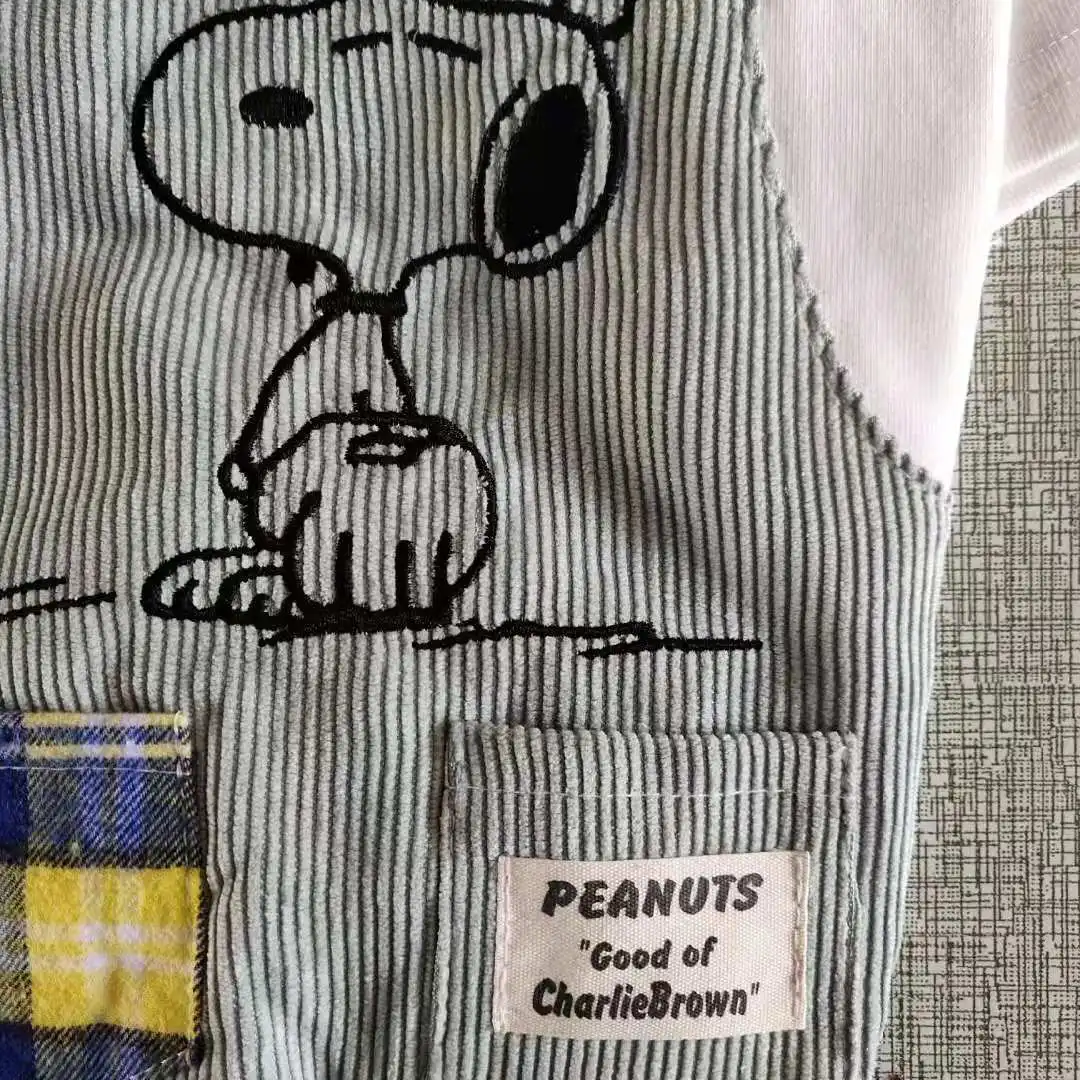 PEANUTS
"Good of
CharlieBrown"